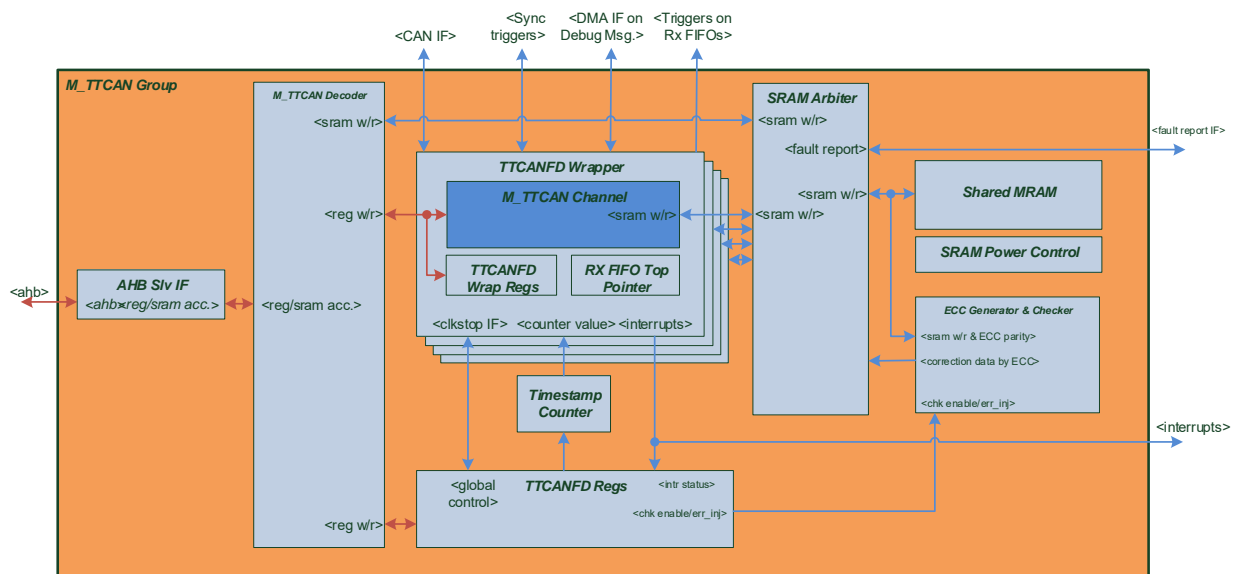 <CAN IF>
<Sync
triggers>
<DMA IF on
Debug Msg.>
<Triggers on
Rx FIFOs>
M_TTCAN Group
M_TTCAN Decoder
<sram w/r>
<reg w/r>
<reg/sram acc.>
<reg w/r>
<ahb>
AHB Slv IF
<ahb>
<reg/sram acc.>
TTCANFD Wrapper
M_TTCAN Channel
<sram w/r>
TTCANFD
Wrap Regs
RX FIFO Top
Pointer
<clkstop IF>
<counter value>
<interrupts>
Timestamp
Counter
<global
control>
TTCANFD Regs
<intr status>
<chk enable/err_inj>
SRAM Arbiter
<sram w/r>
<fault report>
<sram w/r>
<sram w/r>
<fault report IF>
Shared MRAM
SRAM Power Control
ECC Generator & Checker
<sram w/r & ECC parity>
<correction data by ECC>
<chk enable/err_inj>
<interrupts>